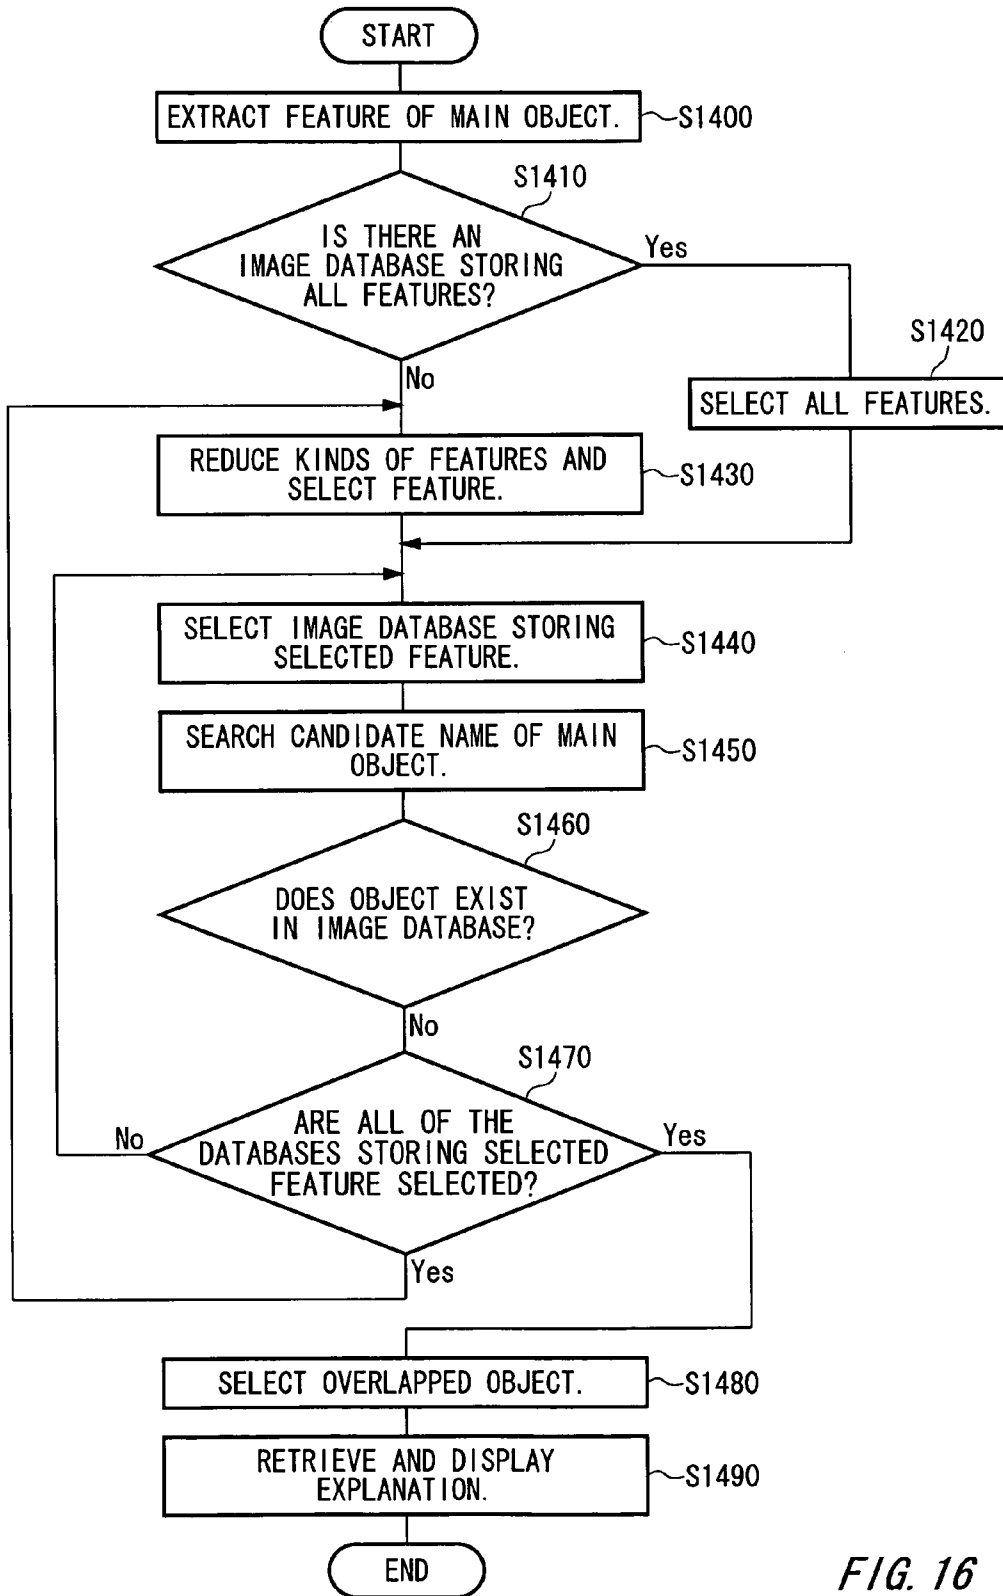 START
EXTRACT FEATURE OF MAIN OBJECT.
S1400
S1410
IS THERE AN
IMAGE DATABASE STORING
ALL FEATURES?
Yes
No
S1420
SELECT ALL FEATURES.
REDUCE KINDS OF FEATURES AND
SELECT FEATURE.
S1430
SELECT IMAGE DATABASE STORING
SELECTED FEATURE.
S1440
SEARCH CANDIDATE NAME OF MAIN
OBJECT.
S1450
S1460
DOES OBJECT EXIST
IN IMAGE DATABASE?
No
S1470
ARE ALL OF THE
DATABASES STORING SELECTED
FEATURE SELECTED?
No
Yes
Yes
SELECT OVERLAPPED OBJECT.
S1480
RETRIEVE AND DISPLAY
EXPLANATION.
S1490
END
FIG. 16